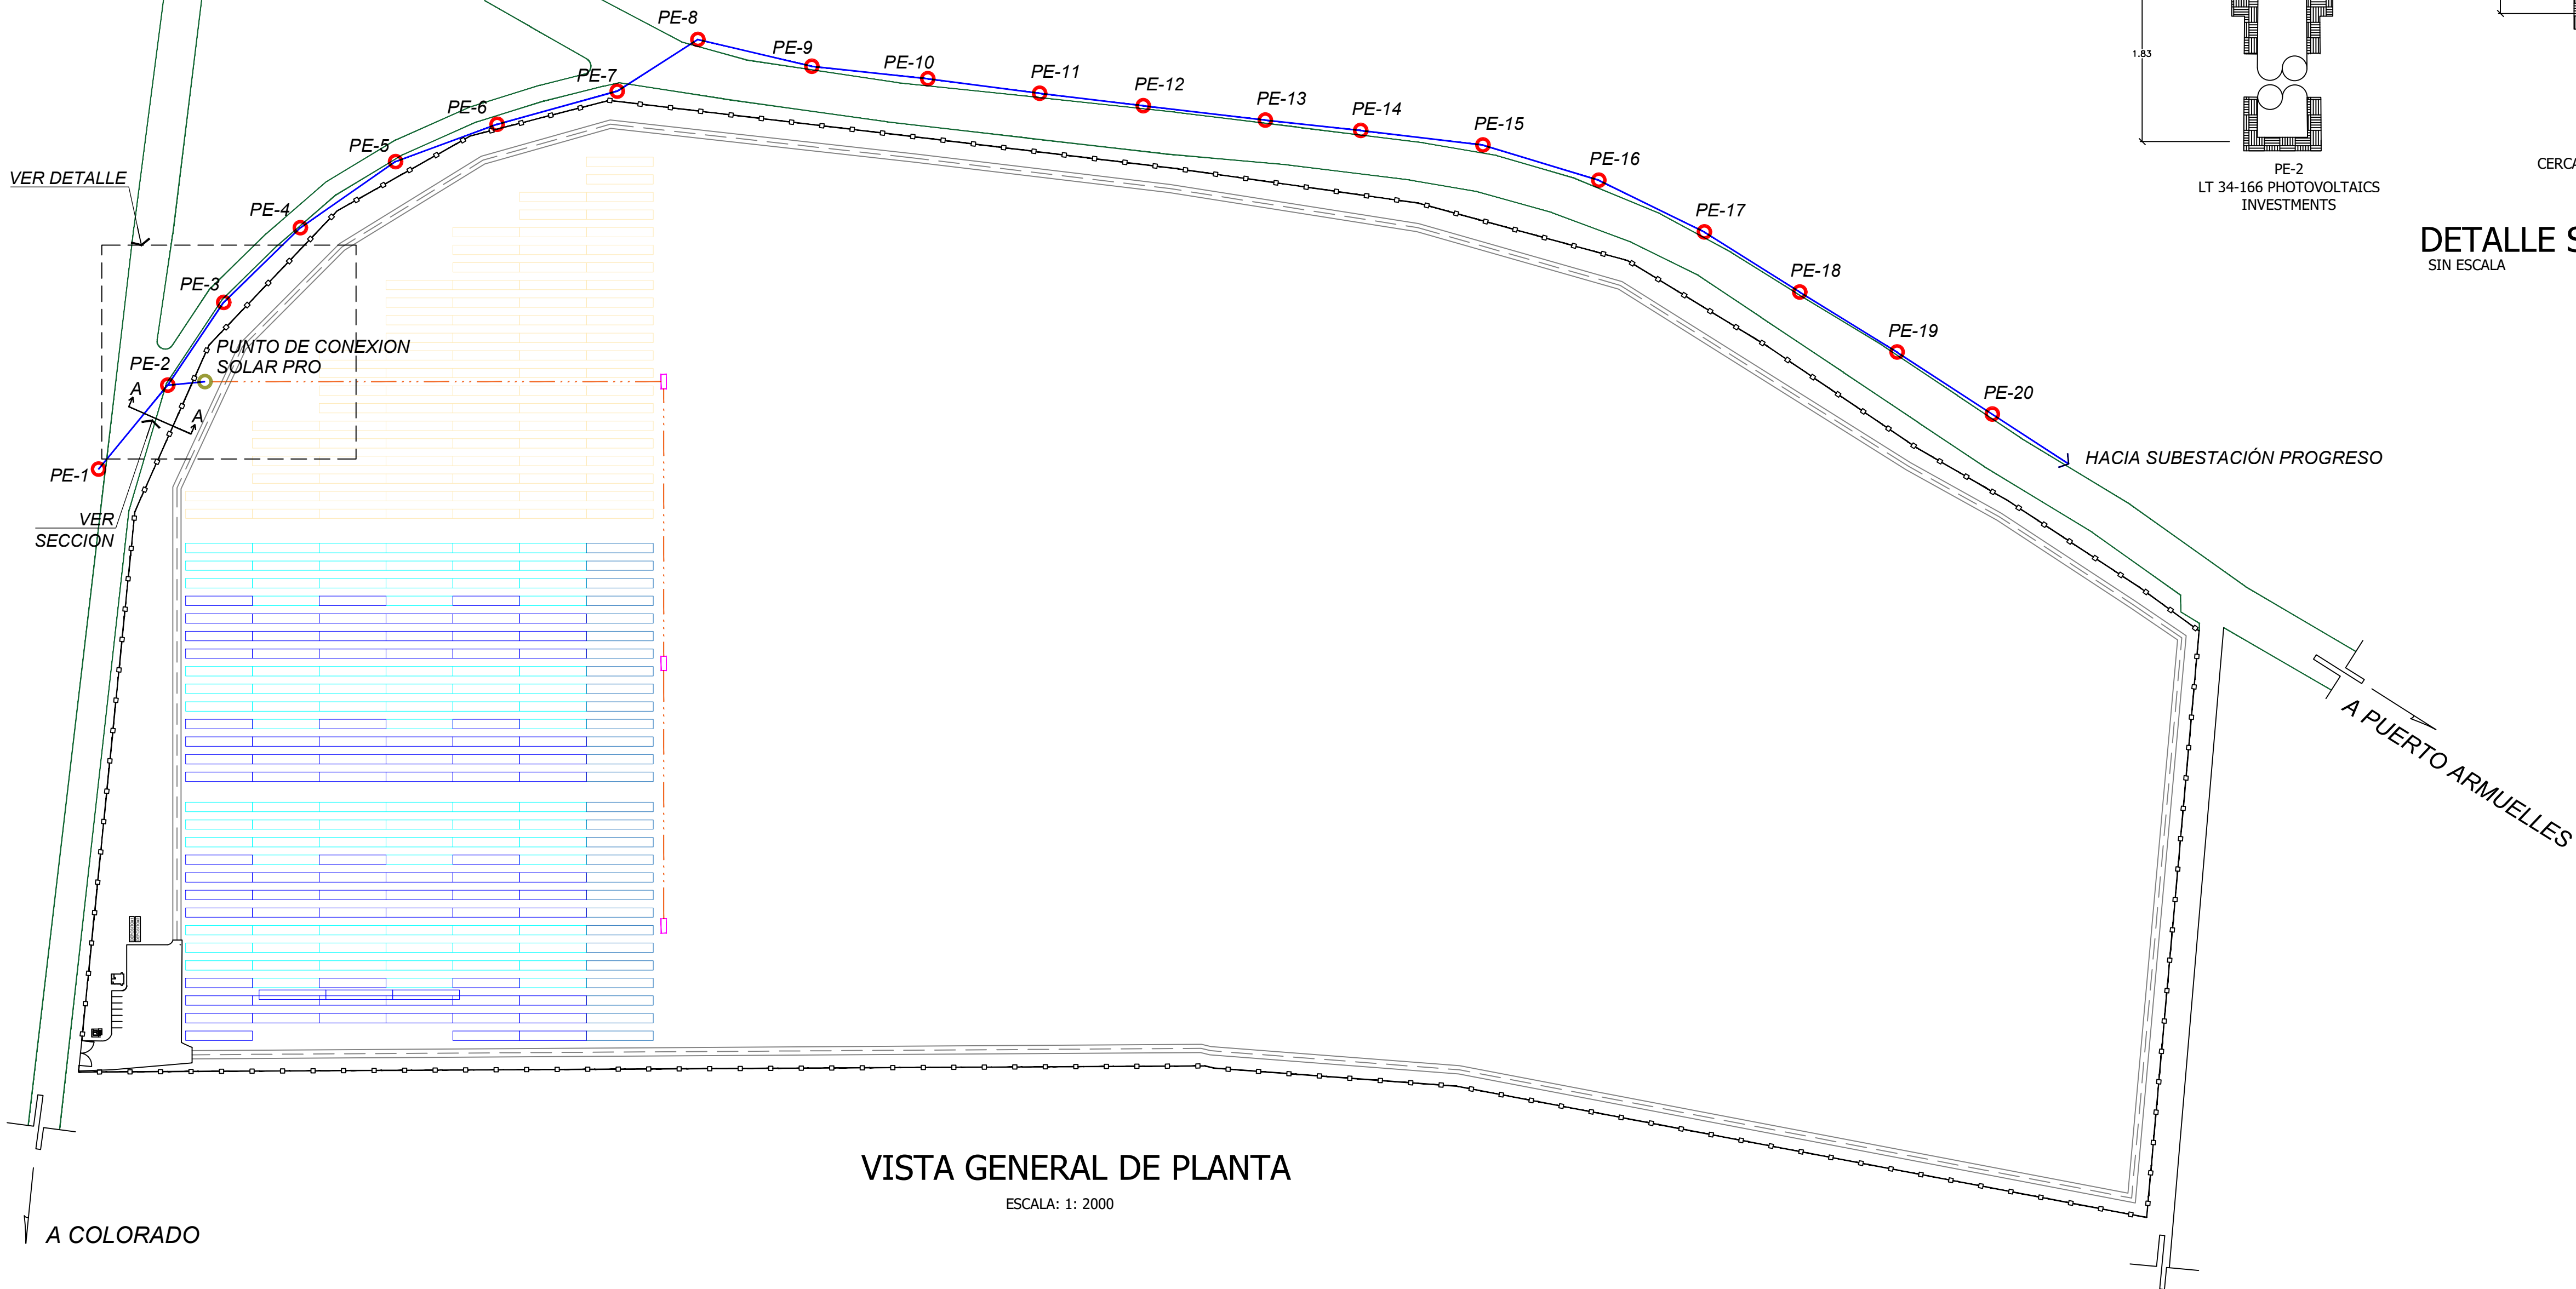 PE-8
PE-9
PE-10
PE-11
PE-12
PE-13
PE-14
PE-15
PE-16
PE-17
PE-18
PE-19
PE-20
PE-7
PE-6
PE-5
PE-4
PE-3
PE-2
PE-1
VER DETALLE
PUNTO DE CONEXION
SOLAR PRO
A
A
VER
SECCION
HACIA SUBESTACIÓN PROGRESO
A PUERTO ARMUELLES
A COLORADO
VISTA GENERAL DE PLANTA
ESCALA: 1: 2000
1.83
PE-2
LT 34-166 PHOTOVOLTAICS
INVESTMENTS
CERCA
DETALLE S
SIN ESCALA